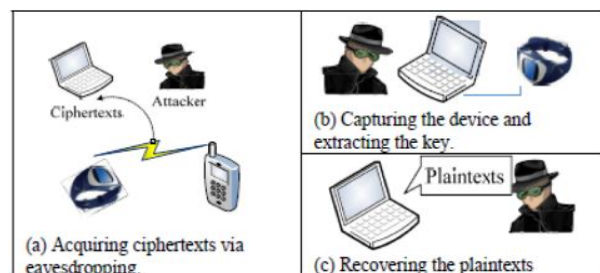 Ciphertexts
Attacker
(a) Acquiring ciphertexts via
eavesdropping.
(b) Capturing the device and
extracting the key.
Plaintexts
(c) Recovering the plaintexts